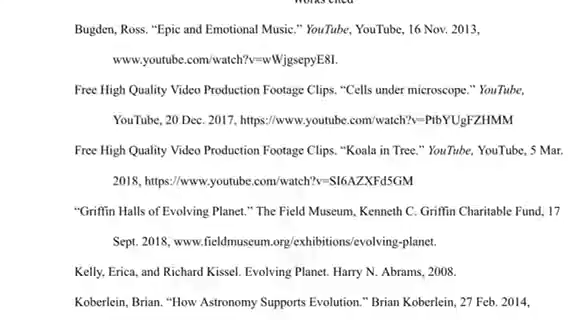 Works cited
Bugden, Ross. “Epic and Emotional Music.” YouTube, YouTube, 16 Nov. 2013,
www.youtube.com/watch?v=wWjgsepyE8I.
Free High Quality Video Production Footage Clips. “Cells under microscope.” YouTube,
YouTube, 20 Dec. 2017, https://www.youtube.com/watch?v=PtbYUgFZHMM
Free High Quality Video Production Footage Clips. “Koala in Tree.” YouTube, YouTube, 5 Mar.
2018, https://www.youtube.com/watch?v=SI6AZXFd5GM
“Griffin Halls of Evolving Planet.” The Field Museum, Kenneth C. Griffin Charitable Fund, 17
Sept. 2018, www.fieldmuseum.org/exhibitions/evolving-planet.
Kelly, Erica, and Richard Kissel. Evolving Planet. Harry N. Abrams, 2008.
Koberlein, Brian. “How Astronomy Supports Evolution.” Brian Koberlein, 27 Feb. 2014,